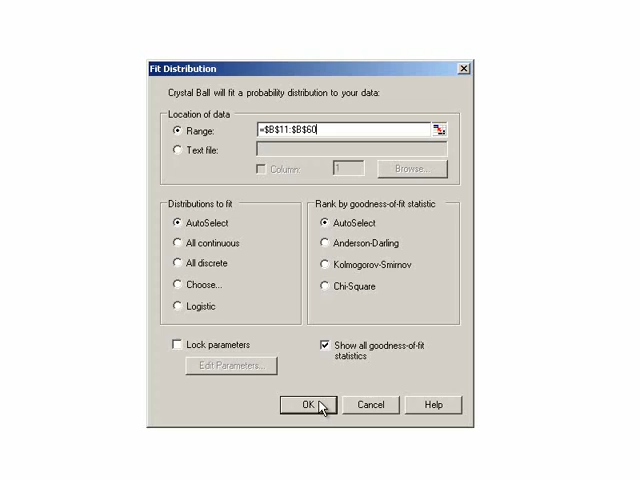 Fit Distribution
Crystal Ball will fit a probability distribution to your data:
Location of data
Range: =$B$11:$B$60
Text file:
Column: 1 Browse...
Distributions to fit
AutoSelect
All continuous
All discrete
Choose...
Logistic
Rank by goodness-of-fit statistic
AutoSelect
Anderson-Darling
Kolmogorov-Smirnov
Chi-Square
Lock parameters
Edit Parameters...
Show all goodness-of-fit
statistics
OK Cancel Help